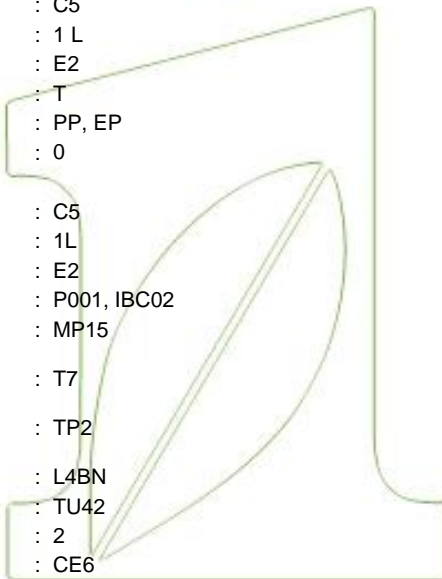 : C5
: 1 L
: E2
: T
: PP, EP
: 0
: C5
: 1L
: E2
: P001, IBC02
: MP15
: T7
: TP2
: L4BN
: TU42
: 2
: CE6